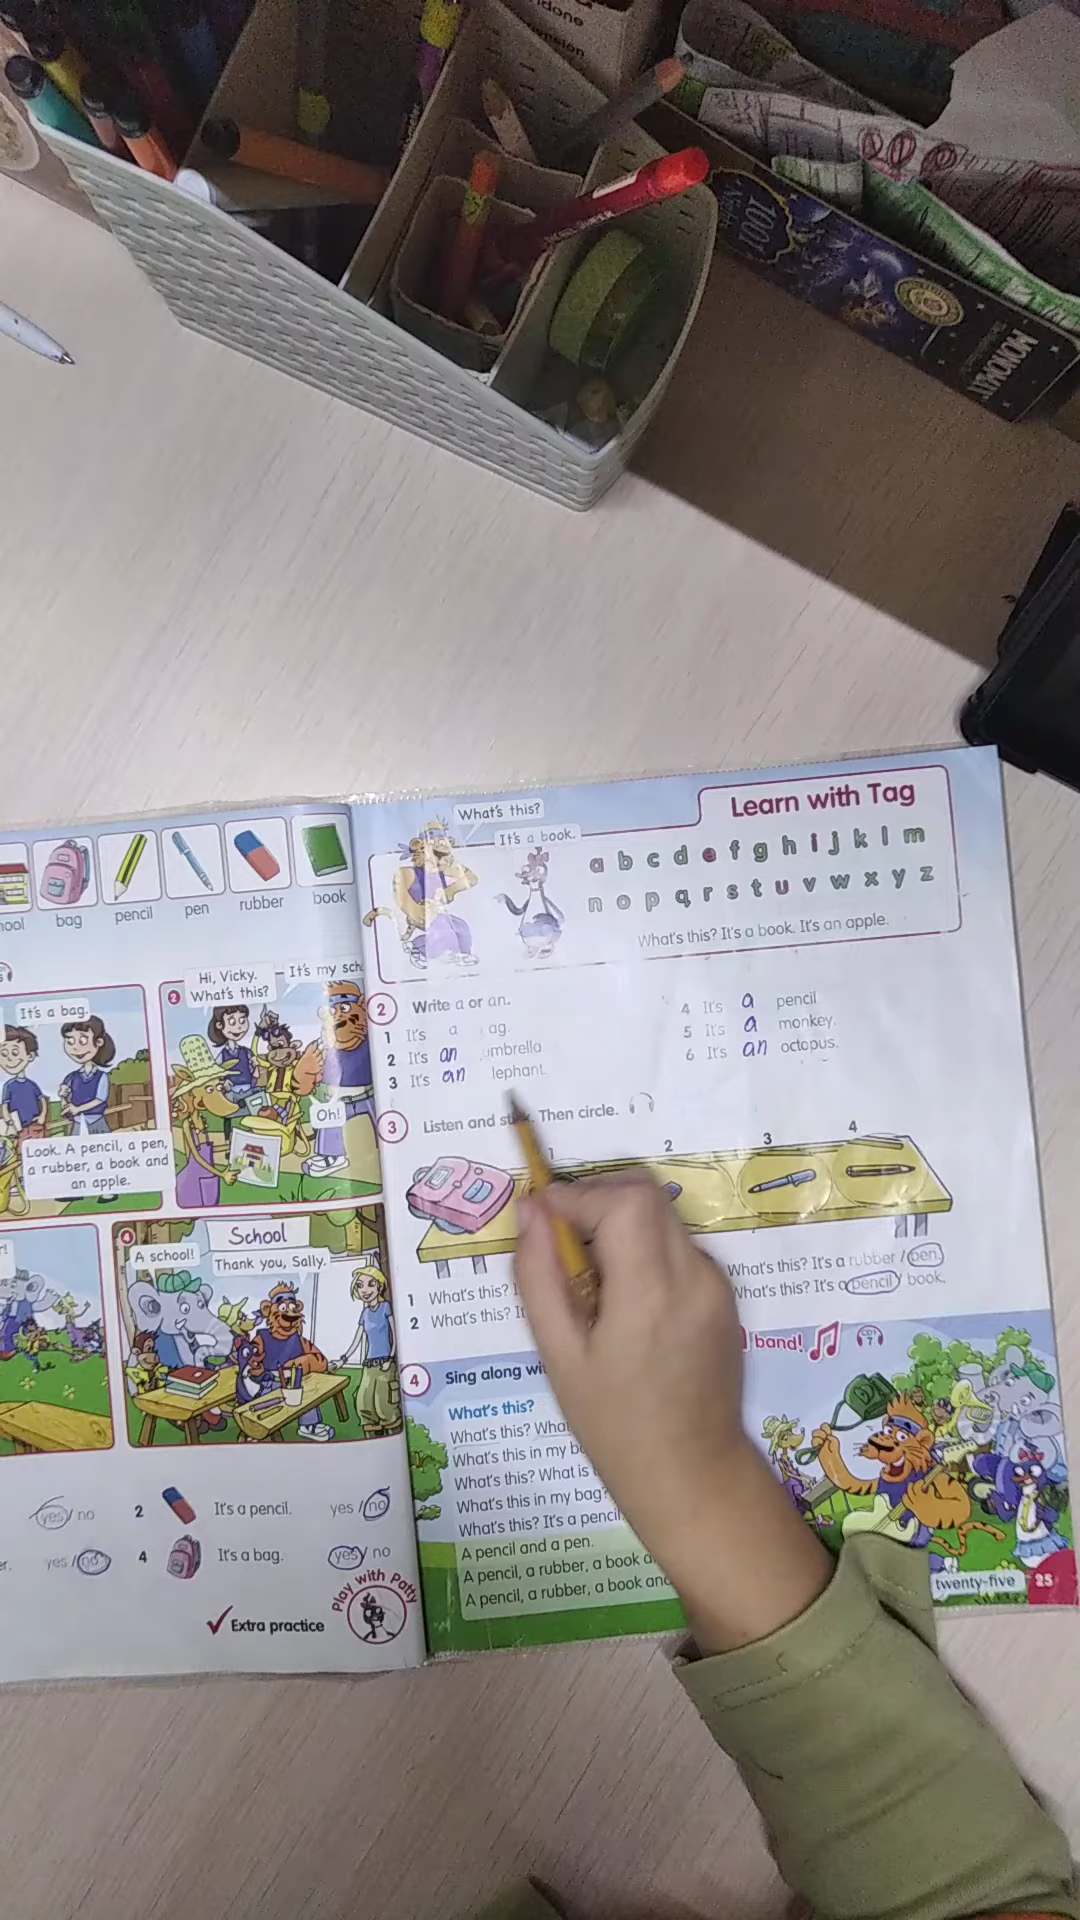 1001
bag
pencil
pen
rubber
book
It's a bag.
Hi, Vicky.
What's this?
It's my
Look. A pencil, a pen,
a rubber, a book and
an apple.
Oh!
School
A school!
Thank you, Sally.
yes / no
2 It's a pencil. yes / no
yes / no
4 It's a bag. yes / no
Play with Patty
Extra practice
What's this?
It's a book.
Learn with Tag
a b c d e f g h i j k l m
n o p q r s t u v w x y z
What's this? It's a book. It's an apple.
2 Write a or an.
1 It's a ag.
2 It's an umbrella.
3 It's an lephant.
4 It's a pencil
5 It's a monkey.
6 It's an octopus.
3 Listen and stick. Then circle.
1 2 3 4
1 What's this?
2 What's this? It
What's this? It's a rubber / pen.
What's this? It's a pencil / book.
4 Sing along wi
band!
What's this?
What's this?
What's this in my
What's this? What is
What's this in my bag?
What's this? It's a pencil
A pencil and a pen.
A pencil, a rubber, a book
A pencil, a rubber, a book
twenty-five 25